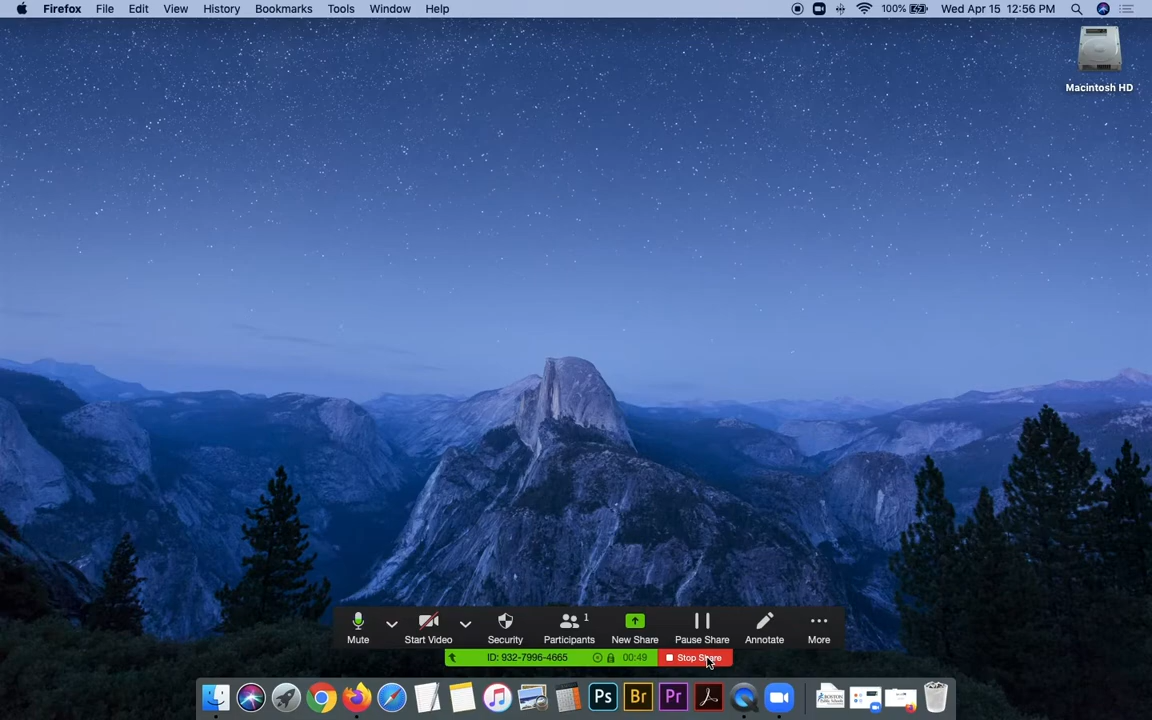 Firefox File Edit View History Bookmarks Tools Window Help 100% Wed Apr 15 12:56 PM
Macintosh HD
1
Mute Start Video Security Participants New Share Pause Share Annotate More
ID: 932-7996-4665 00:49 Stop Share
Ps Br Pr